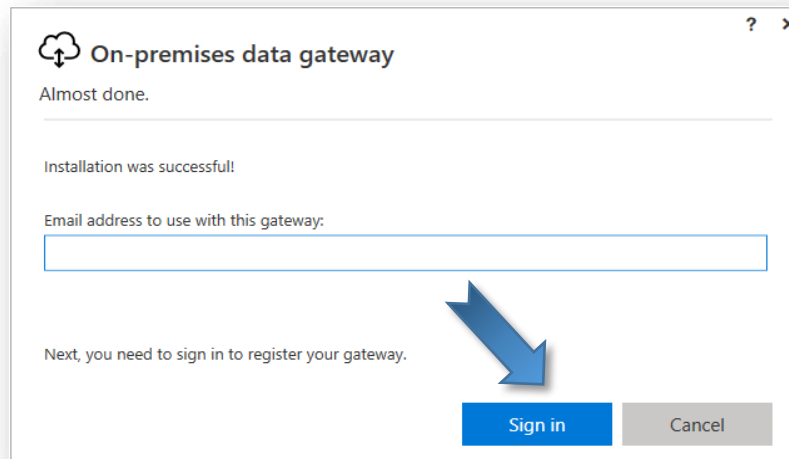 ?
On-premises data gateway
Almost done.
Installation was successful!
Email address to use with this gateway:
Next, you need to sign in to register your gateway.
Sign in Cancel